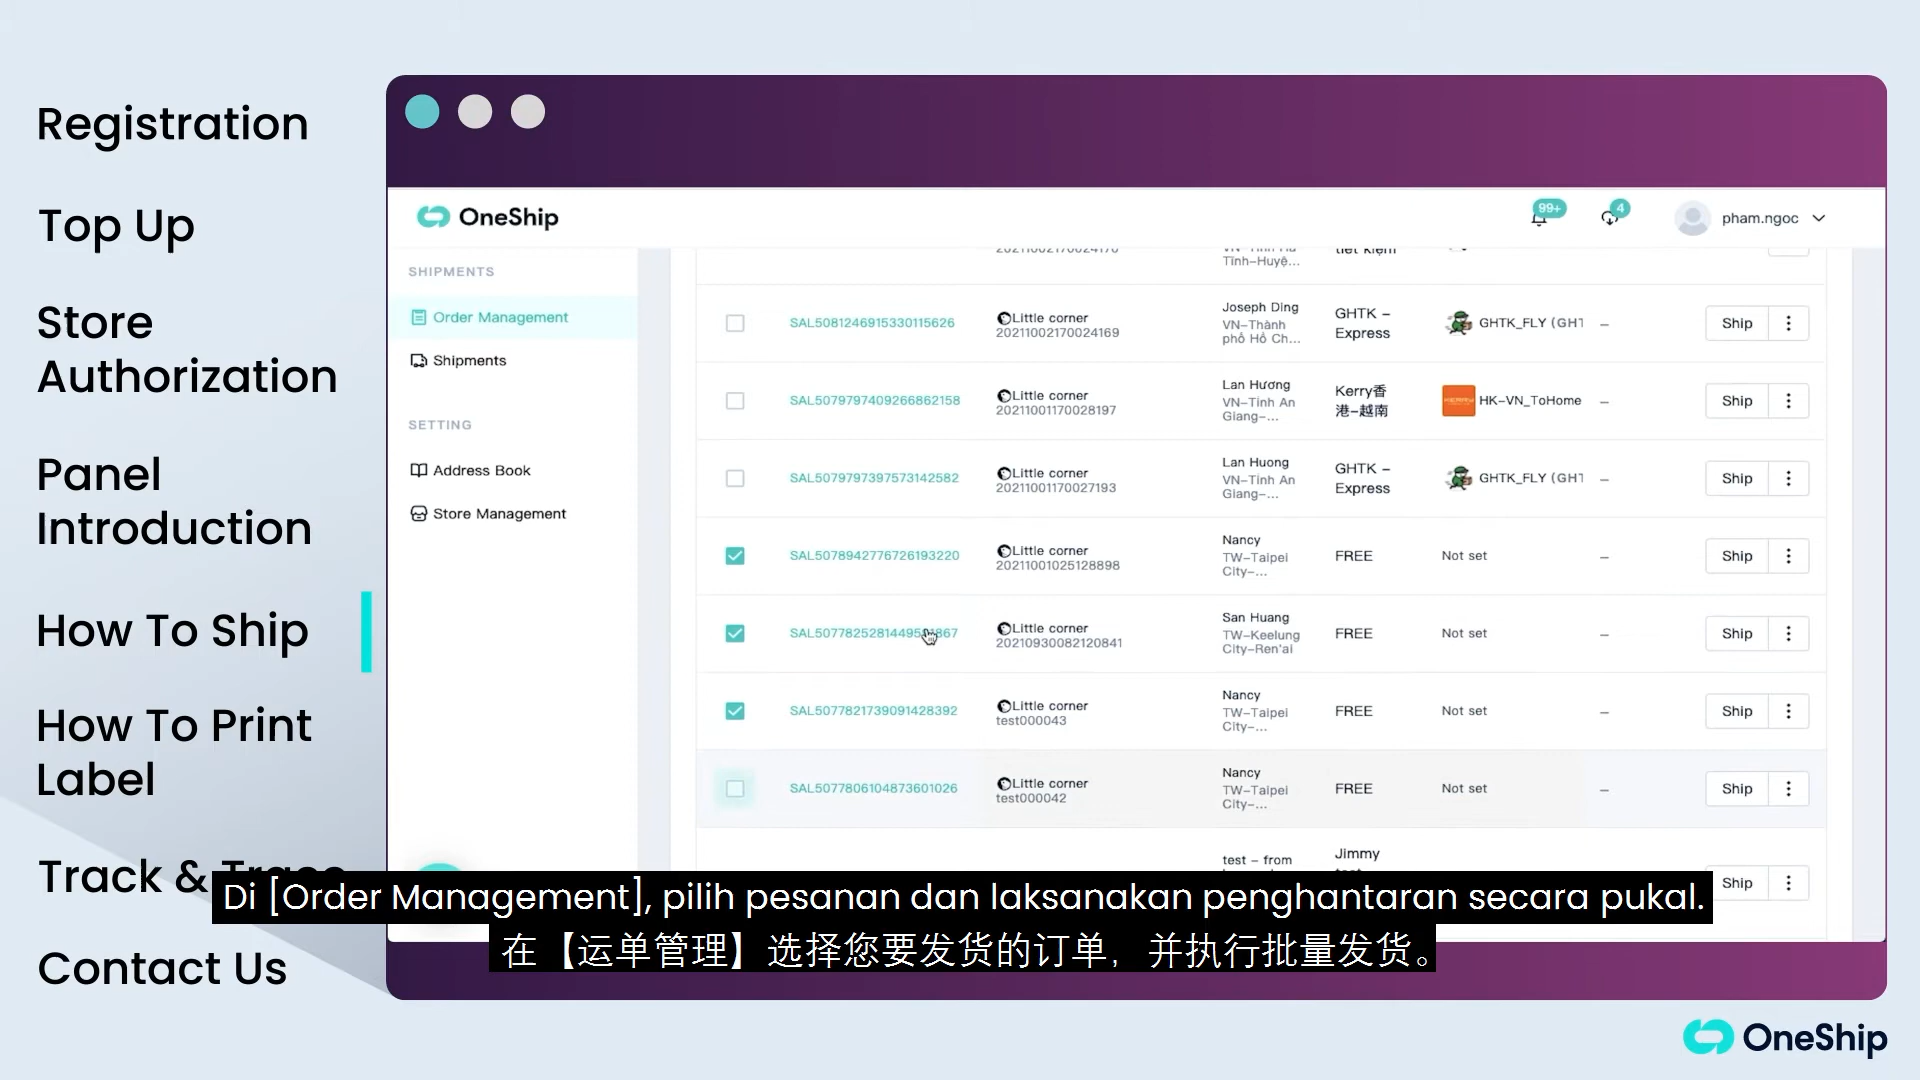 Registration
Top Up
Store
Authorization
Panel
Introduction
How To Ship
How To Print
Label
Track &
Contact Us
OneShip
99+
4
pham.ngoc
SHIPMENTS
Order Management
Shipments
SETTING
Address Book
Store Management
20211002170024170
Tỉnh-Huyệ...
tiết kiệm
SAL5081246915330115626
Little corner
20211002170024169
Joseph Ding
VN-Thành
phố Hồ Ch...
GHTK -
Express
GHTK_FLY (GHT
–
Ship
SAL5079797409266862158
Little corner
20211001170028197
Lan Hương
VN-Tỉnh An
Giang-...
Kerry香
港-越南
HK-VN_ToHome
–
Ship
SAL5079797397573142582
Little corner
20211001170027193
Lan Huong
VN-Tỉnh An
Giang-...
GHTK -
Express
GHTK_FLY (GHT
–
Ship
SAL5078942776726193220
Little corner
20211001025128898
Nancy
TW-Taipei
City-...
FREE
Not set
–
Ship
Little corner
20210930082120841
San Huang
TW-Keelung
City-Ren'ai
FREE
Not set
–
Ship
SAL5077821739091428392
Little corner
test000043
Nancy
TW-Taipei
City-...
FREE
Not set
–
Ship
SAL5077806104873601026
Little corner
test000042
Nancy
TW-Taipei
City-...
FREE
Not set
–
Ship
test - from
Jimmy
Ship
Di [Order Management], pilih pesanan dan laksanakan penghantaran secara pukal.
在【运单管理】选择您要发货的订单，并执行批量发货。
OneShip